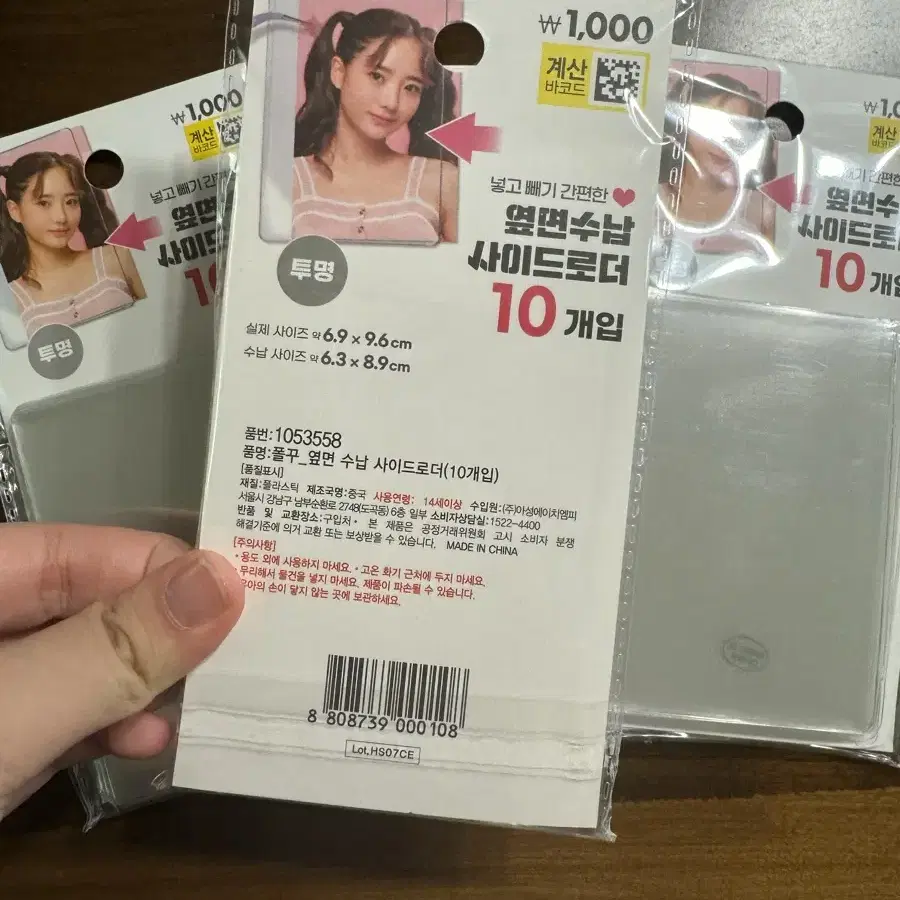 ₩1,000
계산
바코드
넣고 빼기 간편한
옆면수납
사이드로더
10개입
투명
실제 사이즈 약 6.9 × 9.6cm
수납 사이즈 약 6.3 × 8.9cm
품번:1053558
품명:폴꾸_옆면 수납 사이드로더(10개입)
[품질표시]
재질:플라스틱 제조국명:중국 사용연령: 14세이상 수입원:(주)아성에이치엠피
서울시 강남구 남부순환로 2748(도곡동) 6층 일부 소비자상담실:1522-4400
반품 및 교환장소:구입처 * 본 제품은 공정거래위원회 고시 소비자 분쟁
해결기준에 의거 교환 또는 보상받을 수 있습니다. MADE IN CHINA
[주의사항]
* 용도 외에 사용하지 마세요. * 고온 화기 근처에 두지 마세요.
무리해서 물건을 넣지 마세요. 제품이 파손될 수 있습니다.
손이 닿지 않는 곳에 보관하세요.
8 808739 000108
Lot.HS07CE
₩1,000
계산
바코드
넣고 빼기
옆면
사이
10
투명
계산
바코드
넣고 빼기 간편한
옆면수
사이드로
10개입